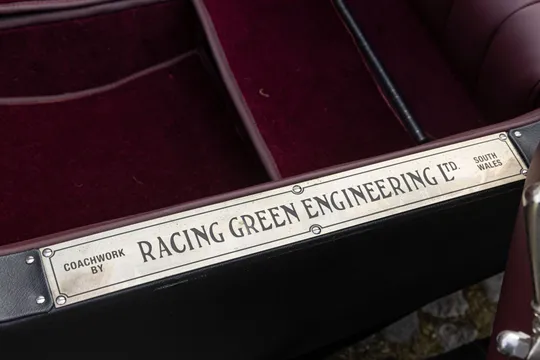 COACHWORK
BY
RACING GREEN ENGINEERING LTD.
SOUTH
WALES